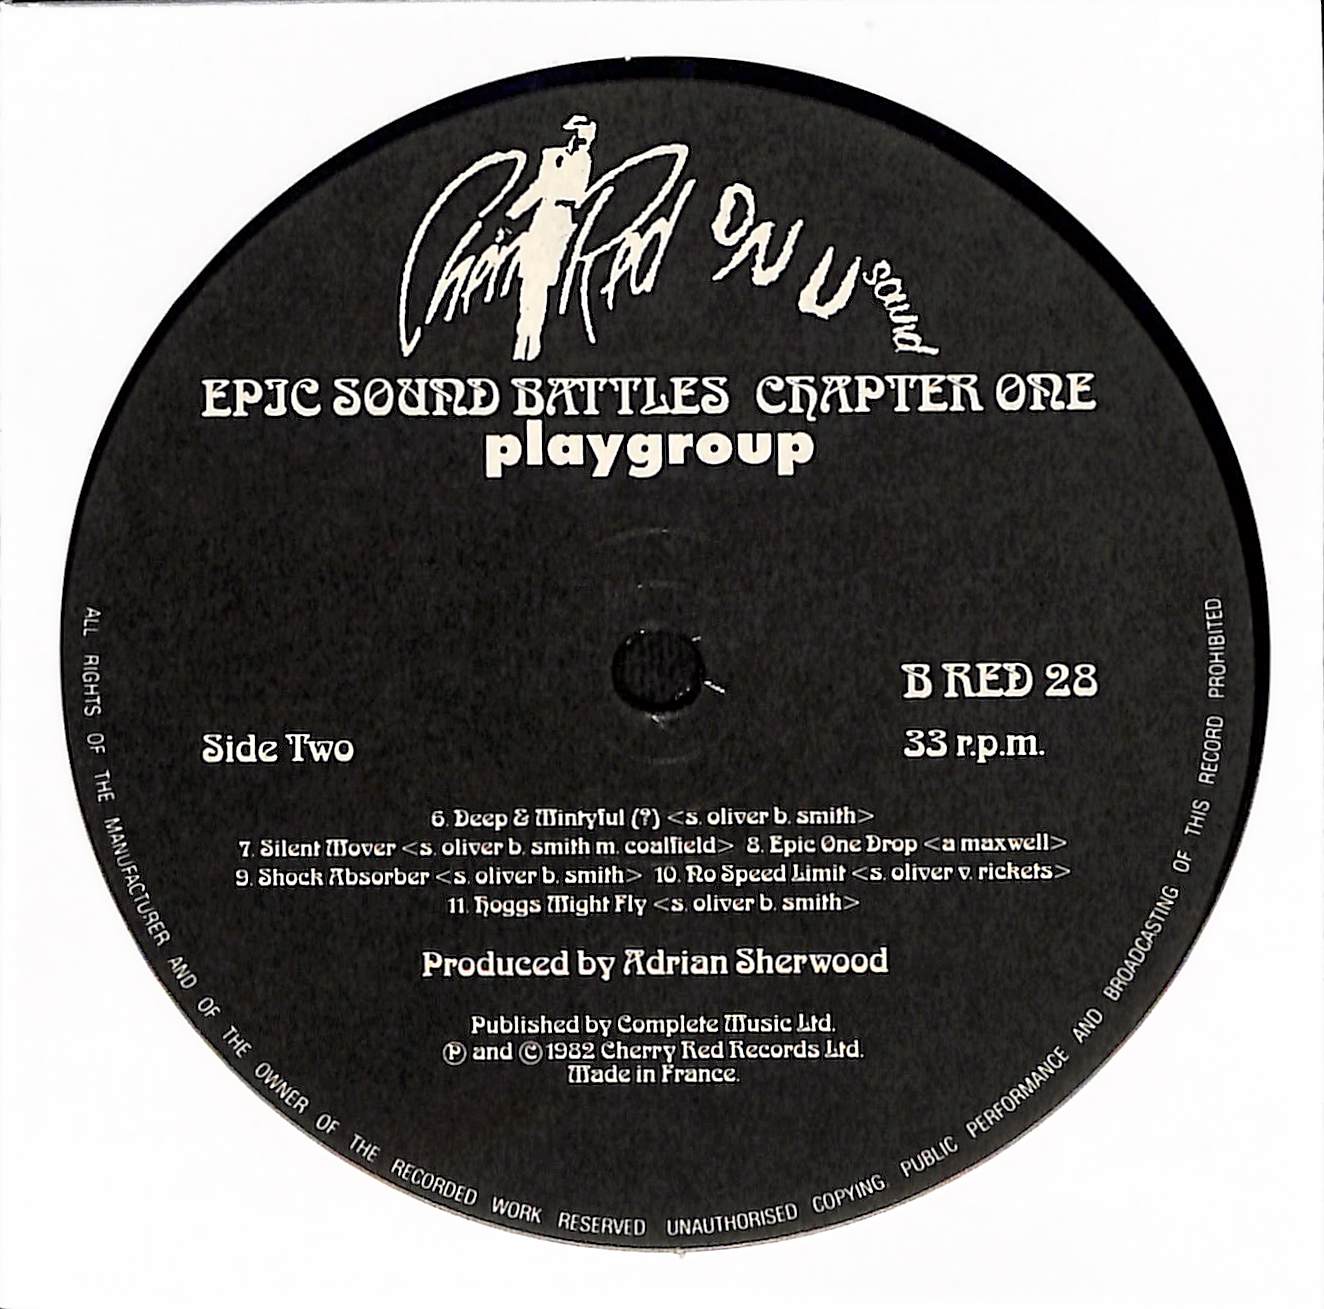 Cherry Red ON U sound
EPIC SOUND BATTLES CHAPTER ONE
playgroup
B RED 28
Side Two
33 r.p.m.
6. Deep & Mintyful (?) <s. oliver b. smith>
7. Silent Mover <s. oliver b. smith m. coalfield> 8. Epic One Drop <a maxwell>
9. Shock Absorber <s. oliver b. smith> 10. No Speed Limit <s. oliver v. rickets>
11. Hoggs Might Fly <s. oliver b. smith>
Produced by Adrian Sherwood
Published by Complete Music Ltd.
Ⓟ and © 1982 Cherry Red Records Ltd.
Made in France.
ALL RIGHTS OF THE MANUFACTURER AND OF THE OWNER OF THE RECORDED WORK RESERVED UNAUTHORISED COPYING PUBLIC PERFORMANCE AND BROADCASTING OF THIS RECORD PROHIBITED